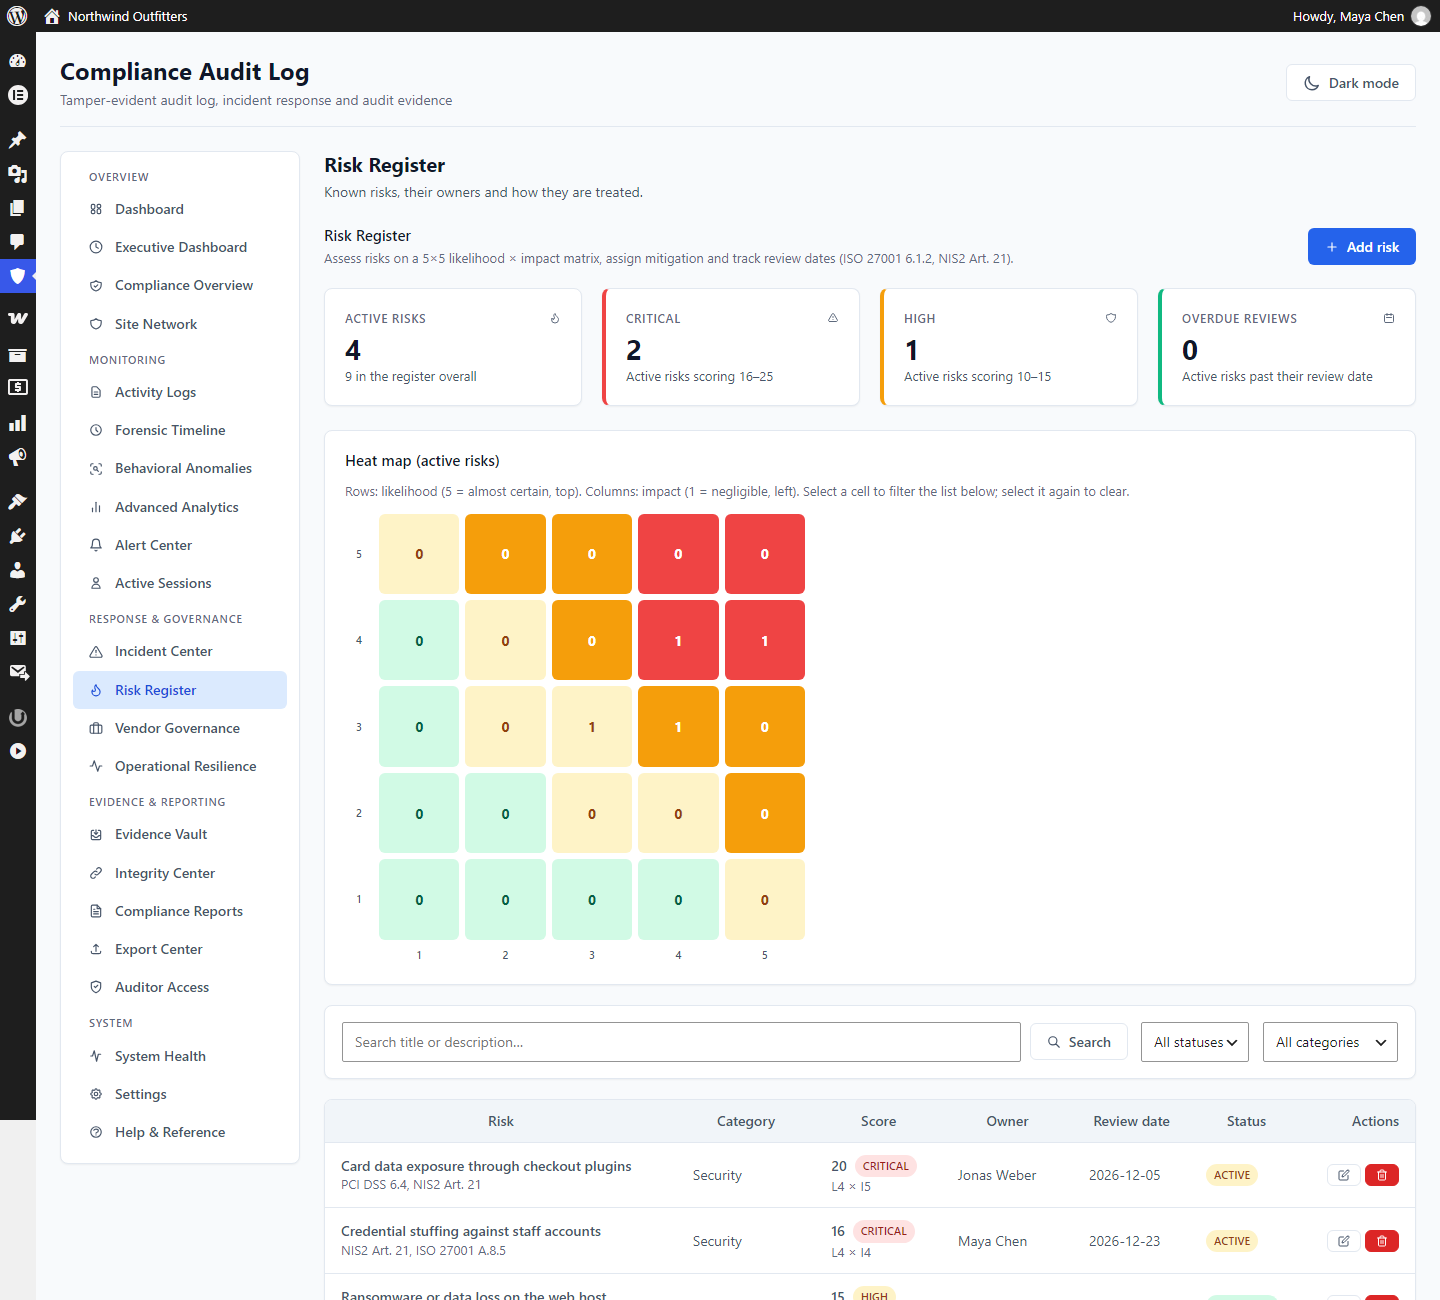 Northwind Outfitters
Howdy, Maya Chen
Compliance Audit Log
Tamper-evident audit log, incident response and audit evidence
Dark mode
OVERVIEW
Dashboard
Executive Dashboard
Compliance Overview
Site Network
MONITORING
Activity Logs
Forensic Timeline
Behavioral Anomalies
Advanced Analytics
Alert Center
Active Sessions
RESPONSE & GOVERNANCE
Incident Center
Risk Register
Vendor Governance
Operational Resilience
EVIDENCE & REPORTING
Evidence Vault
Integrity Center
Compliance Reports
Export Center
Auditor Access
SYSTEM
System Health
Settings
Help & Reference
Risk Register
Known risks, their owners and how they are treated.
Risk Register
Assess risks on a 5×5 likelihood × impact matrix, assign mitigation and track review dates (ISO 27001 6.1.2, NIS2 Art. 21).
Add risk
ACTIVE RISKS
4
9 in the register overall
CRITICAL
2
Active risks scoring 16–25
HIGH
1
Active risks scoring 10–15
OVERDUE REVIEWS
0
Active risks past their review date
Heat map (active risks)
Rows: likelihood (5 = almost certain, top). Columns: impact (1 = negligible, left). Select a cell to filter the list below; select it again to clear.
5 0 0 0 0 0
4 0 0 0 1 1
3 0 0 1 1 0
2 0 0 0 0 0
1 0 0 0 0 0
1 2 3 4 5
Search title or description...
Search
All statuses
All categories
Risk Category Score Owner Review date Status Actions
Card data exposure through checkout plugins
PCI DSS 6.4, NIS2 Art. 21
Security
20 CRITICAL
L4 × I5
Jonas Weber
2026-12-05
ACTIVE
Credential stuffing against staff accounts
NIS2 Art. 21, ISO 27001 A.8.5
Security
16 CRITICAL
L4 × I4
Maya Chen
2026-12-23
ACTIVE
Ransomware or data loss on the web host
15 HIGH